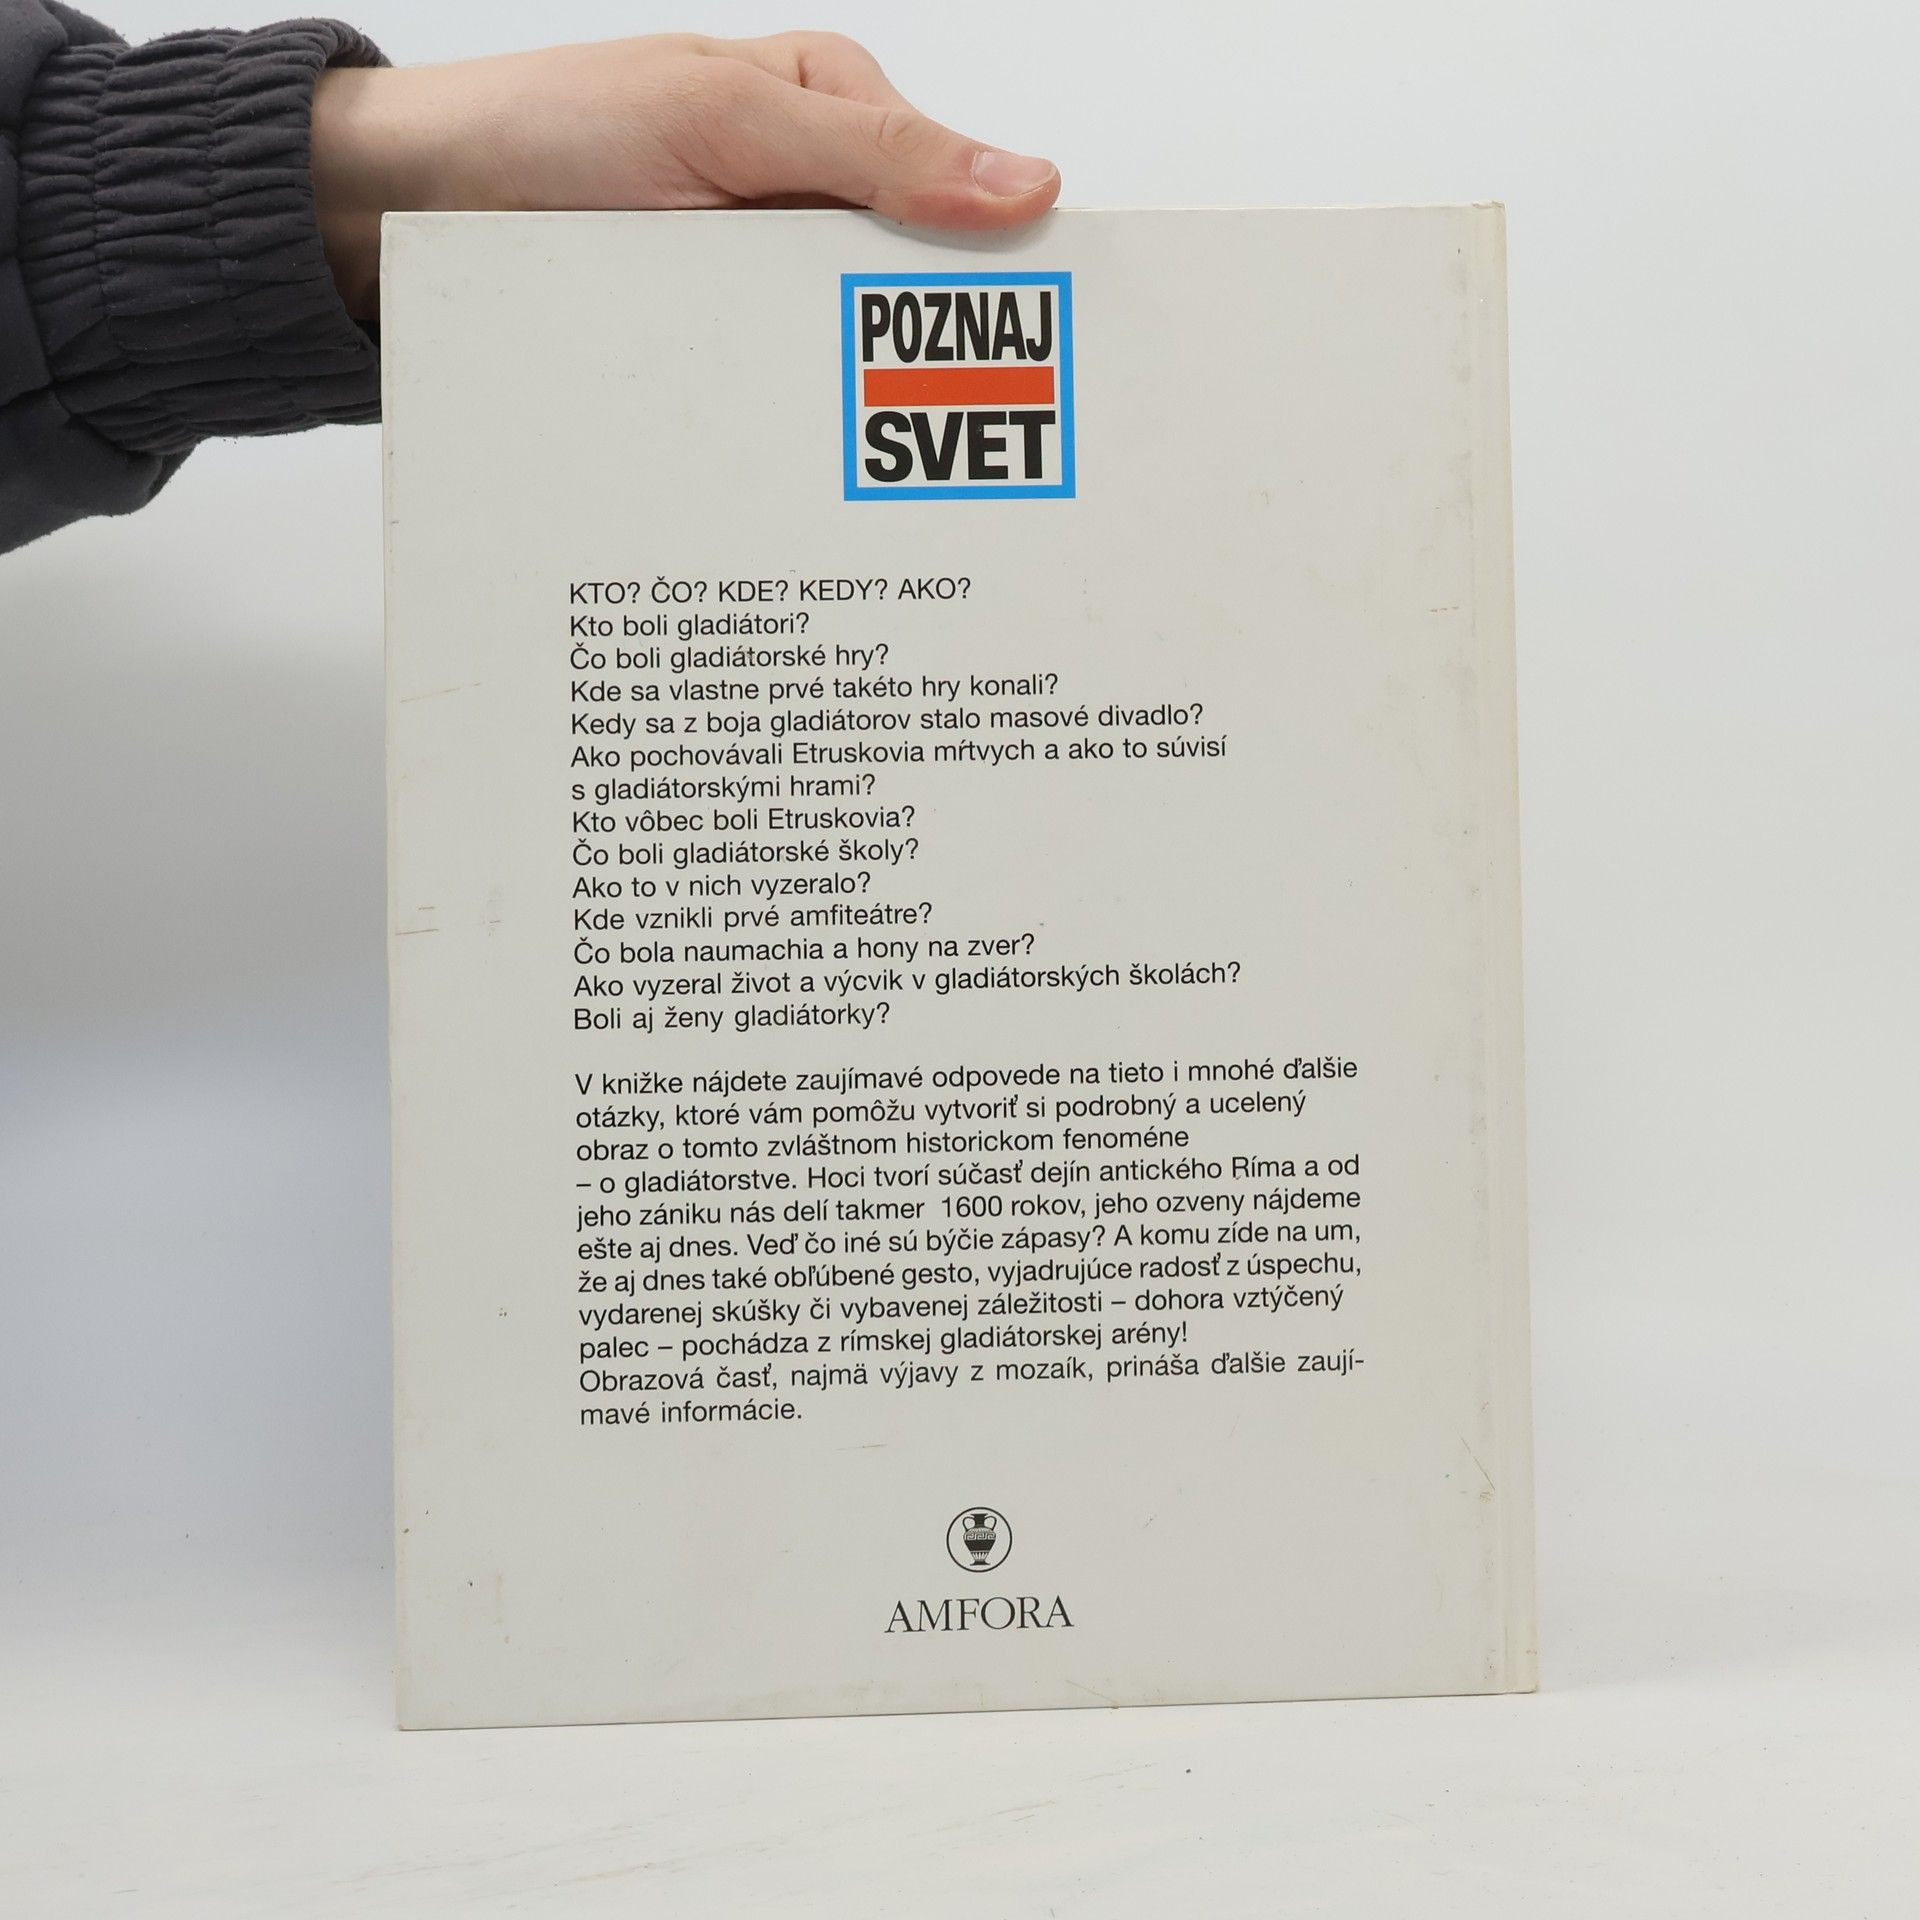 POZNAJ
SVET
KTO? ČO? KDE? KEDY? AKO?
Kto boli gladiátori?
Čo boli gladiátorské hry?
Kde sa vlastne prvé takéto hry konali?
Kedy sa z boja gladiátorov stalo masové divadlo?
Ako pochovávali Etruskovia mŕtvych a ako to súvisí
s gladiátorskými hrami?
Kto vôbec boli Etruskovia?
Čo boli gladiátorské školy?
Ako to v nich vyzeralo?
Kde vznikli prvé amfiteátre?
Čo bola naumachia a hony na zver?
Ako vyzeral život a výcvik v gladiátorských školách?
Boli aj ženy gladiátorky?
V knižke nájdete zaujímavé odpovede na tieto i mnohé ďalšie
otázky, ktoré vám pomôžu vytvoriť si podrobný a ucelený
obraz o tomto zvláštnom historickom fenoméne
– o gladiátorstve. Hoci tvorí súčasť dejín antického Ríma a od
jeho zániku nás delí takmer 1600 rokov, jeho ozveny nájdeme
ešte aj dnes. Veď čo iné sú býčie zápasy? A komu zíde na um,
že aj dnes také obľúbené gesto, vyjadrujúce radosť z úspechu,
vydarenej skúšky či vybavenej záležitosti – dohora vztýčený
palec – pochádza z rímskej gladiátorskej arény!
Obrazová časť, najmä výjavy z mozaík, prináša ďalšie zaují-
mavé informácie.
AMFORA